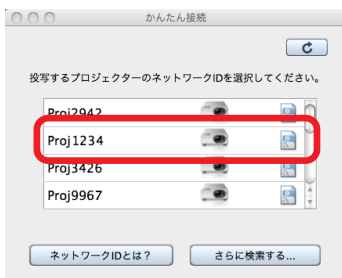 かんたん接続
投写するプロジェクターのネットワークIDを選択してください。
Proj2942
Proj1234
Proj3426
Proj9967
ネットワークIDとは？
さらに検索する...